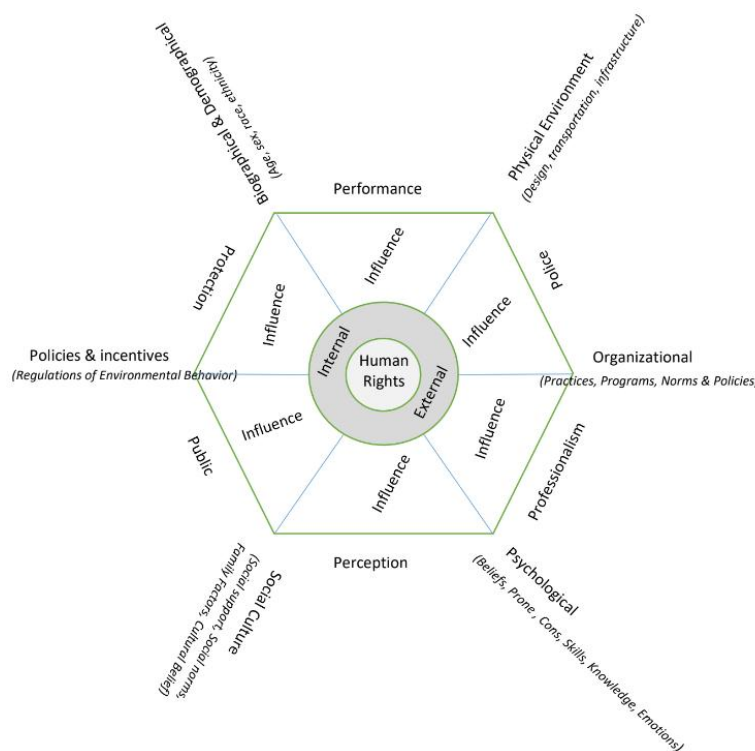 Biographical & Demographical
(Age, sex, race, ethnicity)
Physical Environment
(Design, transportation, infrastructure)
Performance
Protection
Police
Influence
Influence
Influence
Policies & incentives
(Regulations of Environmental Behavior)
Internal
Human
Rights
External
Organizational
(Practices, Programs, Norms & Policies,
Influence
Influence
Influence
Public
Professionalism
Perception
Social Culture
(Social support, Social norms,
Family Factors, Cultural Belief)
Psychological
(Beliefs, Prone , Cons, Skills, Knowledge, Emotions)